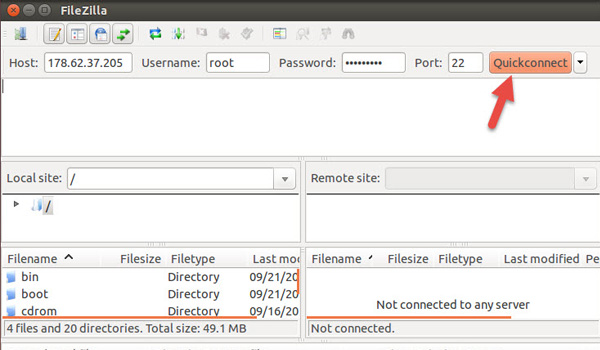 FileZilla
Host: 178.62.37.205 Username: root Password: ••••••••• Port: 22 Quickconnect
Local site: / Remote site:
/
Filename Filesize Filetype Last mod Filename Filesize Filetype Last modified Pe
bin Directory 09/21/20
boot Directory 09/21/20
Not connected to any server
cdrom Directory 09/16/20
4 files and 20 directories. Total size: 49.1 MB Not connected.